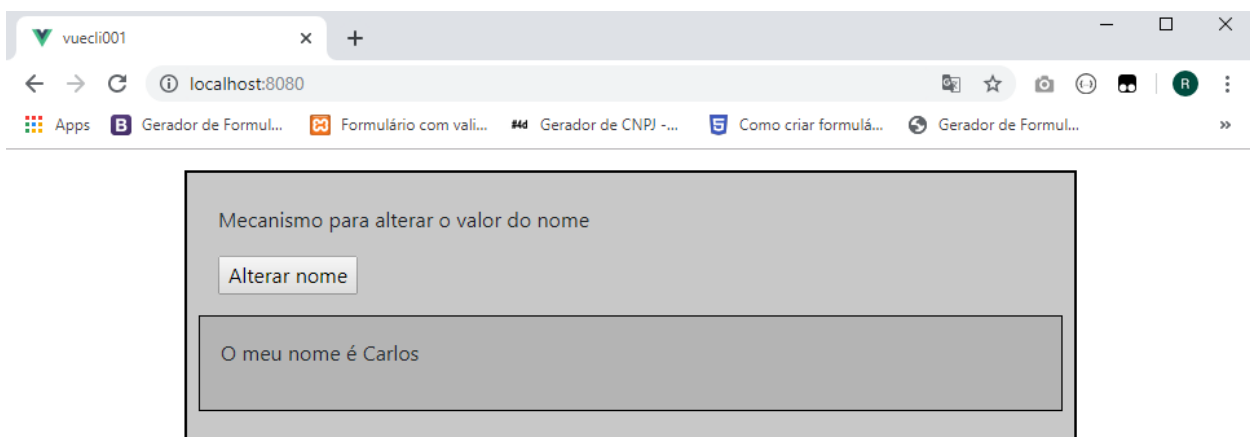 vuecli001
localhost:8080
R
Apps B Gerador de Formul... Formulário com vali... #4d Gerador de CNPJ -... 5 Como criar formulá... Gerador de Formul... »
Mecanismo para alterar o valor do nome
Alterar nome
O meu nome é Carlos